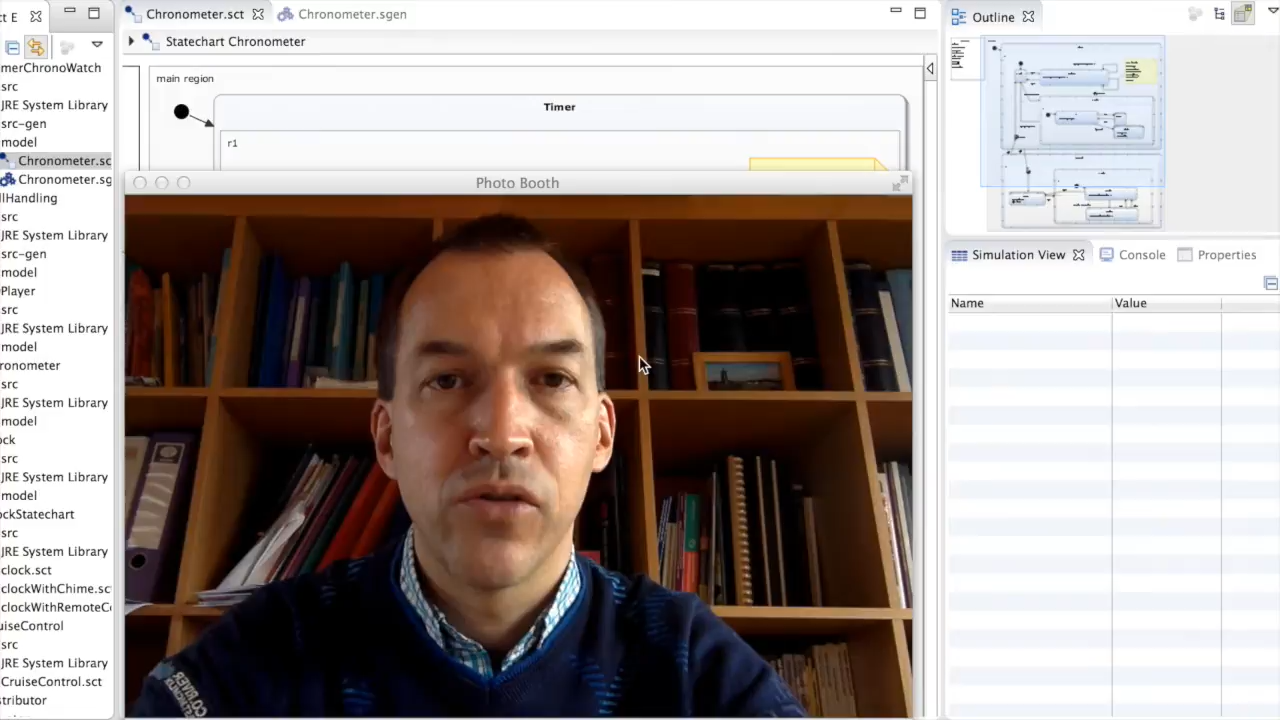 t E
merChronoWatch
src
JRE System Library
src-gen
model
Chronometer.sc
Chronometer.sg
llHandling
src
JRE System Library
src-gen
model
Player
src
JRE System Library
model
ronometer
src
JRE System Library
model
ock
src
JRE System Library
model
ockStatechart
src
JRE System Library
clock.sct
clockWithChime.sct
clockWithRemoteCo
uiseControl
src
JRE System Library
CruiseControl.sct
stributor
Chronometer.sct
Chronometer.sgen
Statechart Chronometer
main region
Timer
r1
Photo Booth
Outline
Simulation View
Console
Properties
Name
Value